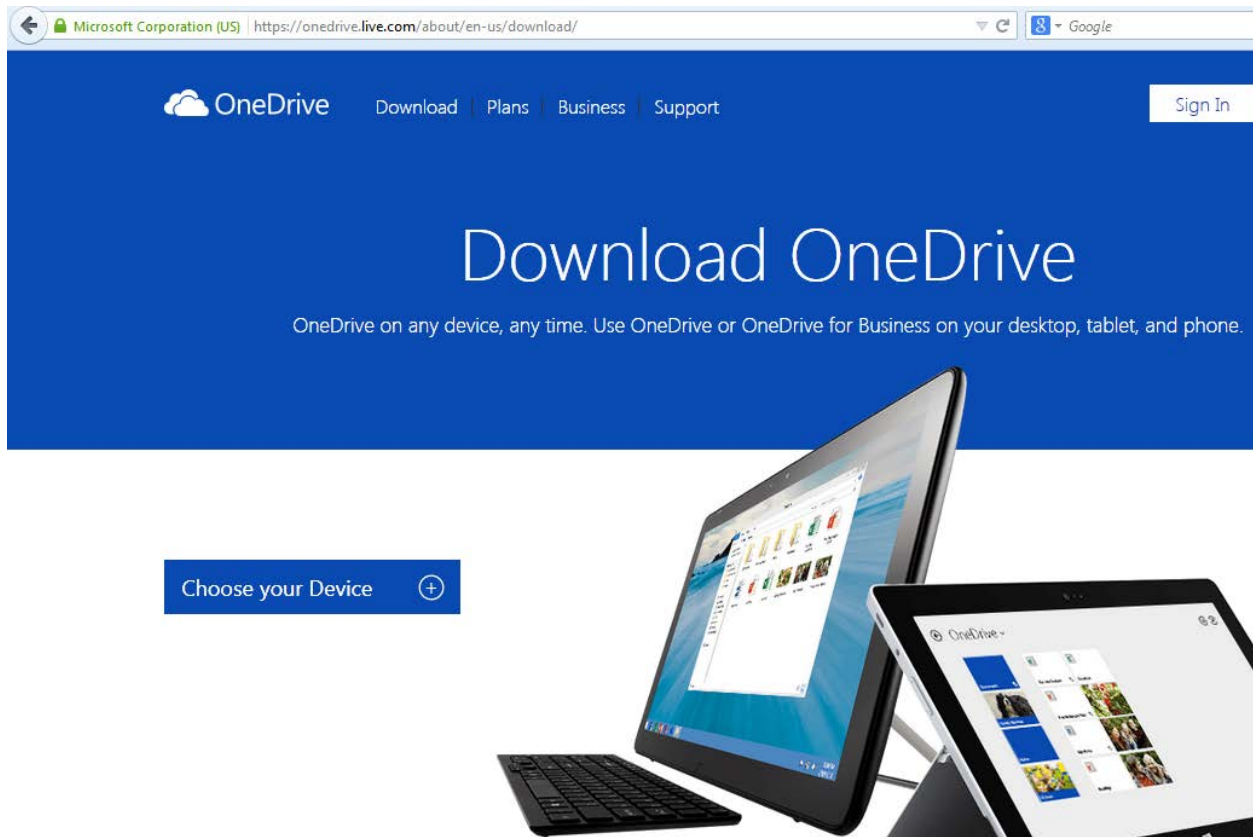 Microsoft Corporation (US) https://onedrive.live.com/about/en-us/download/ 8 Google
OneDrive Download Plans Business Support Sign In
Download OneDrive
OneDrive on any device, any time. Use OneDrive or OneDrive for Business on your desktop, tablet, and phone.
Choose your Device
OneDrive